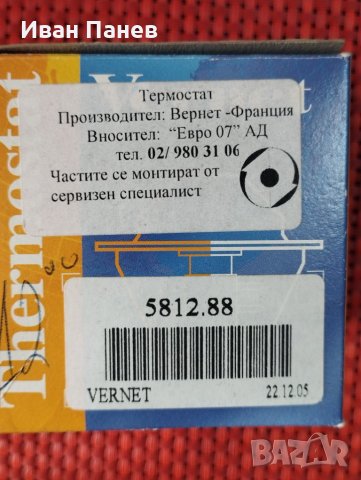 Иван Панев
Термостат
Производител: Вернет -Франция
Вносител: “Евро 07” АД
тел. 02/ 980 31 06
Частите се монтират от
сервизен специалист
Thermostat
5812.88
VERNET
22 12 05
BAZAR